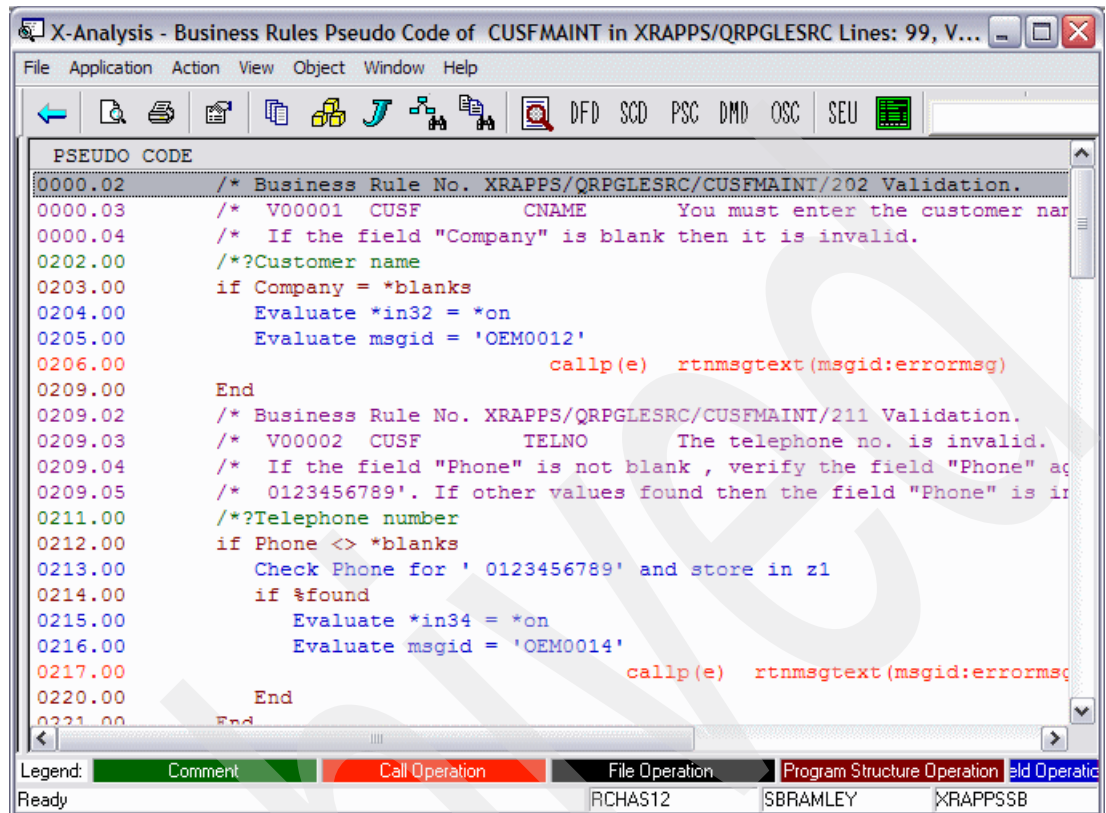 X-Analysis - Business Rules Pseudo Code of CUSFMAINT in XRAPPS/QRPGLESRC Lines: 99, V...
File Application Action View Object Window Help
DFD SCD PSC DMD OSC SEU
PSEUDO CODE
0000.02 /* Business Rule No. XRAPPS/QRPGLESRC/CUSFMAINT/202 Validation.
0000.03 /* V00001 CUSF CNAME You must enter the customer
0000.04 /* If the field "Company" is blank then it is invalid.
0202.00 /*?Customer name
0203.00 if Company = *blanks
0204.00 Evaluate *in32 = *on
0205.00 Evaluate msgid = 'OEM0012'
0206.00 callp(e) rtnmsgtext(msgid:errormsg)
0209.00 End
0209.02 /* Business Rule No. XRAPPS/QRPGLESRC/CUSFMAINT/211 Validation.
0209.03 /* V00002 CUSF TELNO The telephone no. is invalid.
0209.04 /* If the field "Phone" is not blank , verify the field "Phone"
0209.05 /* 0123456789'. If other values found then the field "Phone" is
0211.00 /*?Telephone number
0212.00 if Phone <> *blanks
0213.00 Check Phone for ' 0123456789' and store in z1
0214.00 if %found
0215.00 Evaluate *in34 = *on
0216.00 Evaluate msgid = 'OEM0014'
0217.00 callp(e) rtnmsgtext(msgid:errormsg
0220.00 End
0221.00 End
Legend: Comment Call Operation File Operation Program Structure Operation eld Operatio
Ready RCHAS12 SBRAMLEY XRAPPSSB